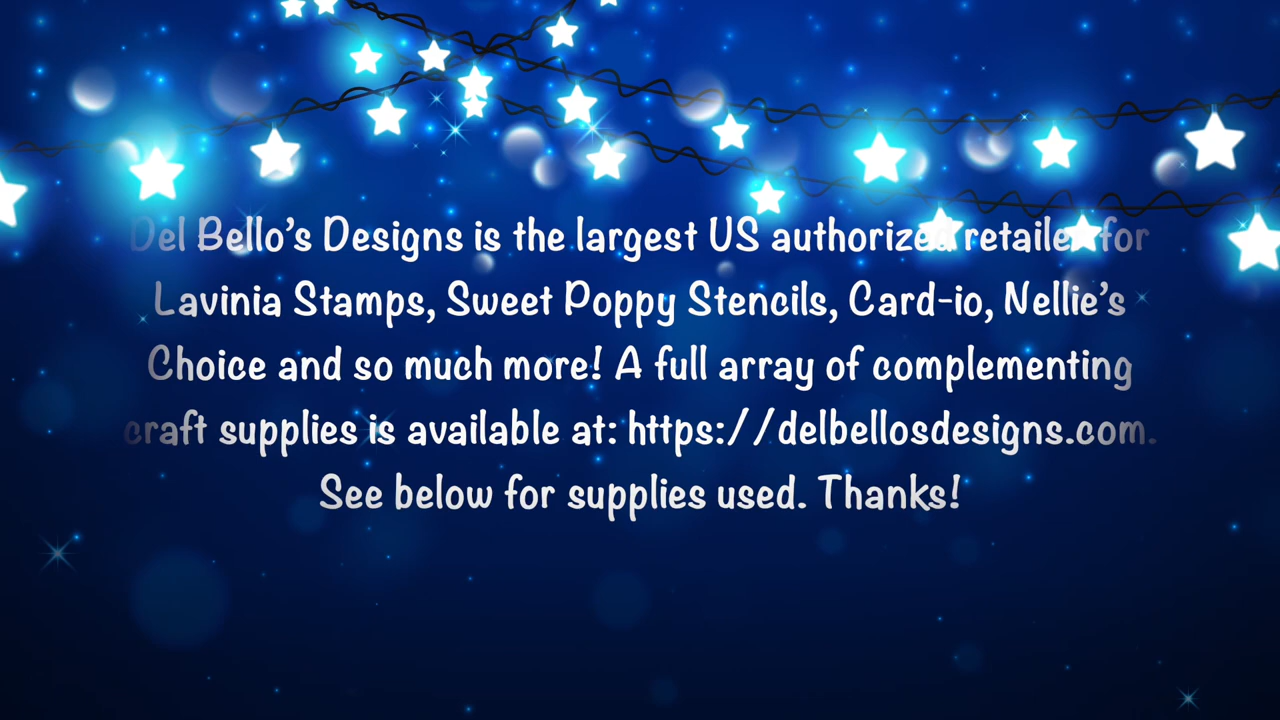 Del Bello’s Designs is the largest US authorized retailer for
Lavinia Stamps, Sweet Poppy Stencils, Card-io, Nellie’s
Choice and so much more! A full array of complementing
craft supplies is available at: https://delbellosdesigns.com.
See below for supplies used. Thanks!